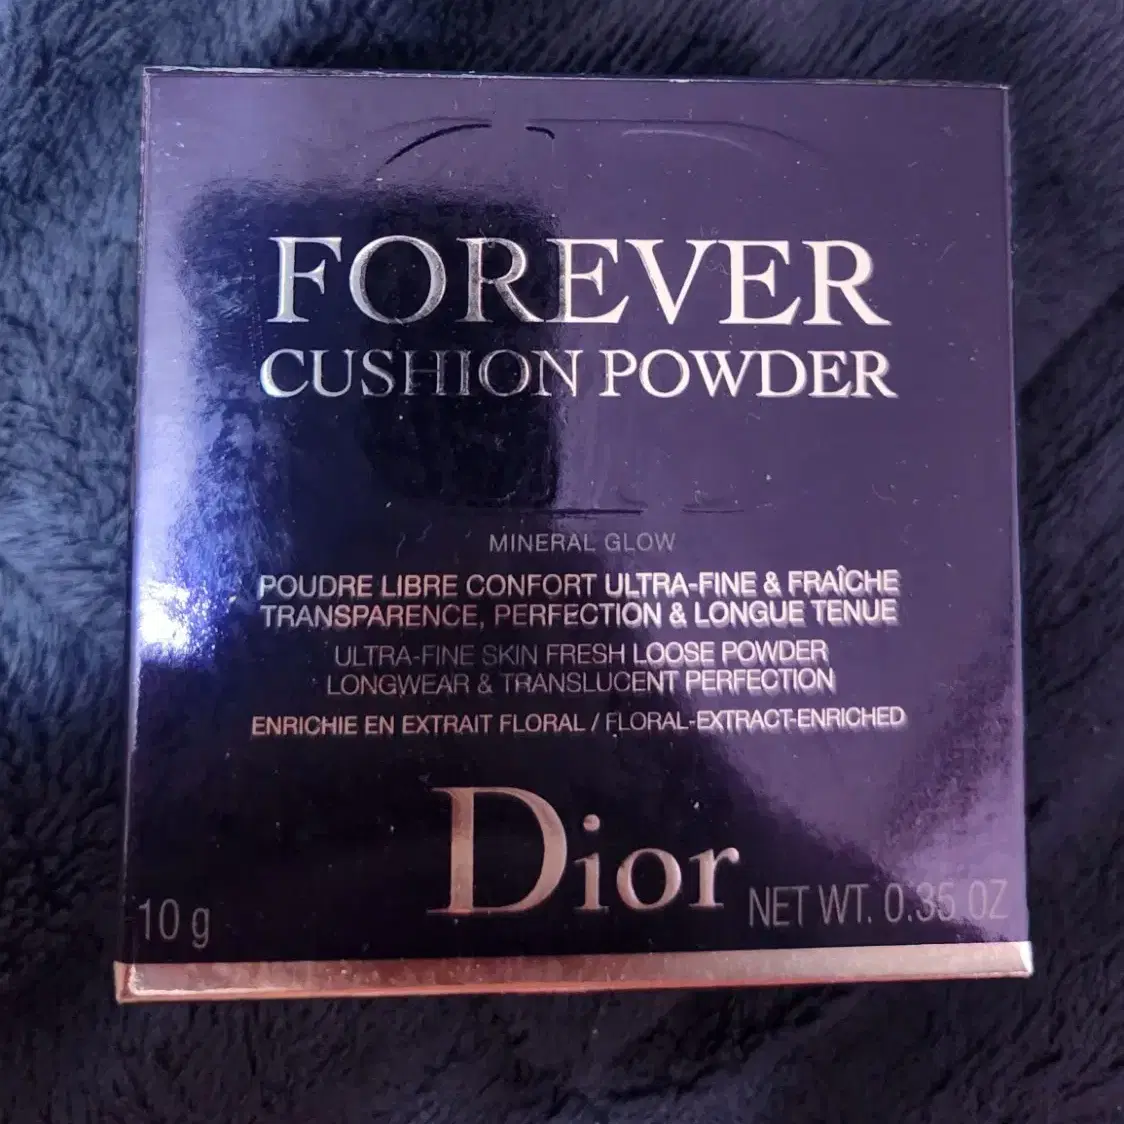 FOREVER
CUSHION POWDER
MINERAL GLOW
POUDRE LIBRE CONFORT ULTRA-FINE & FRAÎCHE
TRANSPARENCE, PERFECTION & LONGUE TENUE
ULTRA-FINE SKIN FRESH LOOSE POWDER
LONGWEAR & TRANSLUCENT PERFECTION
ENRICHIE EN EXTRAIT FLORAL / FLORAL-EXTRACT-ENRICHED
Dior
10 g
NET WT. 0.35 OZ